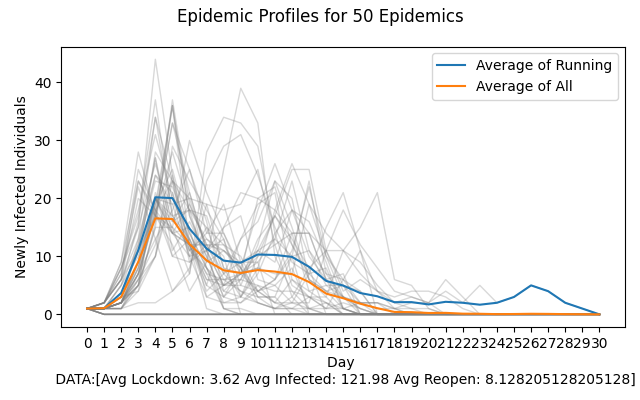 Epidemic Profiles for 50 Epidemics
Average of Running
Average of All
Newly Infected Individuals
40
30
20
10
0
0 1 2 3 4 5 6 7 8 9 10 11 12 13 14 15 16 17 18 19 20 21 22 23 24 25 26 27 28 29 30
Day
DATA:[Avg Lockdown: 3.62 Avg Infected: 121.98 Avg Reopen: 8.128205128205128]